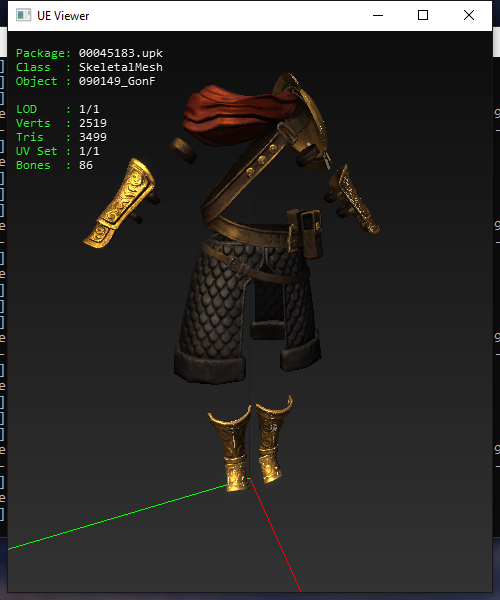 UE Viewer
Package: 00045183.upk
Class : SkeletalMesh
Object : 090149_GonF
LOD : 1/1
Verts : 2519
Tris : 3499
UV Set : 1/1
Bones : 86